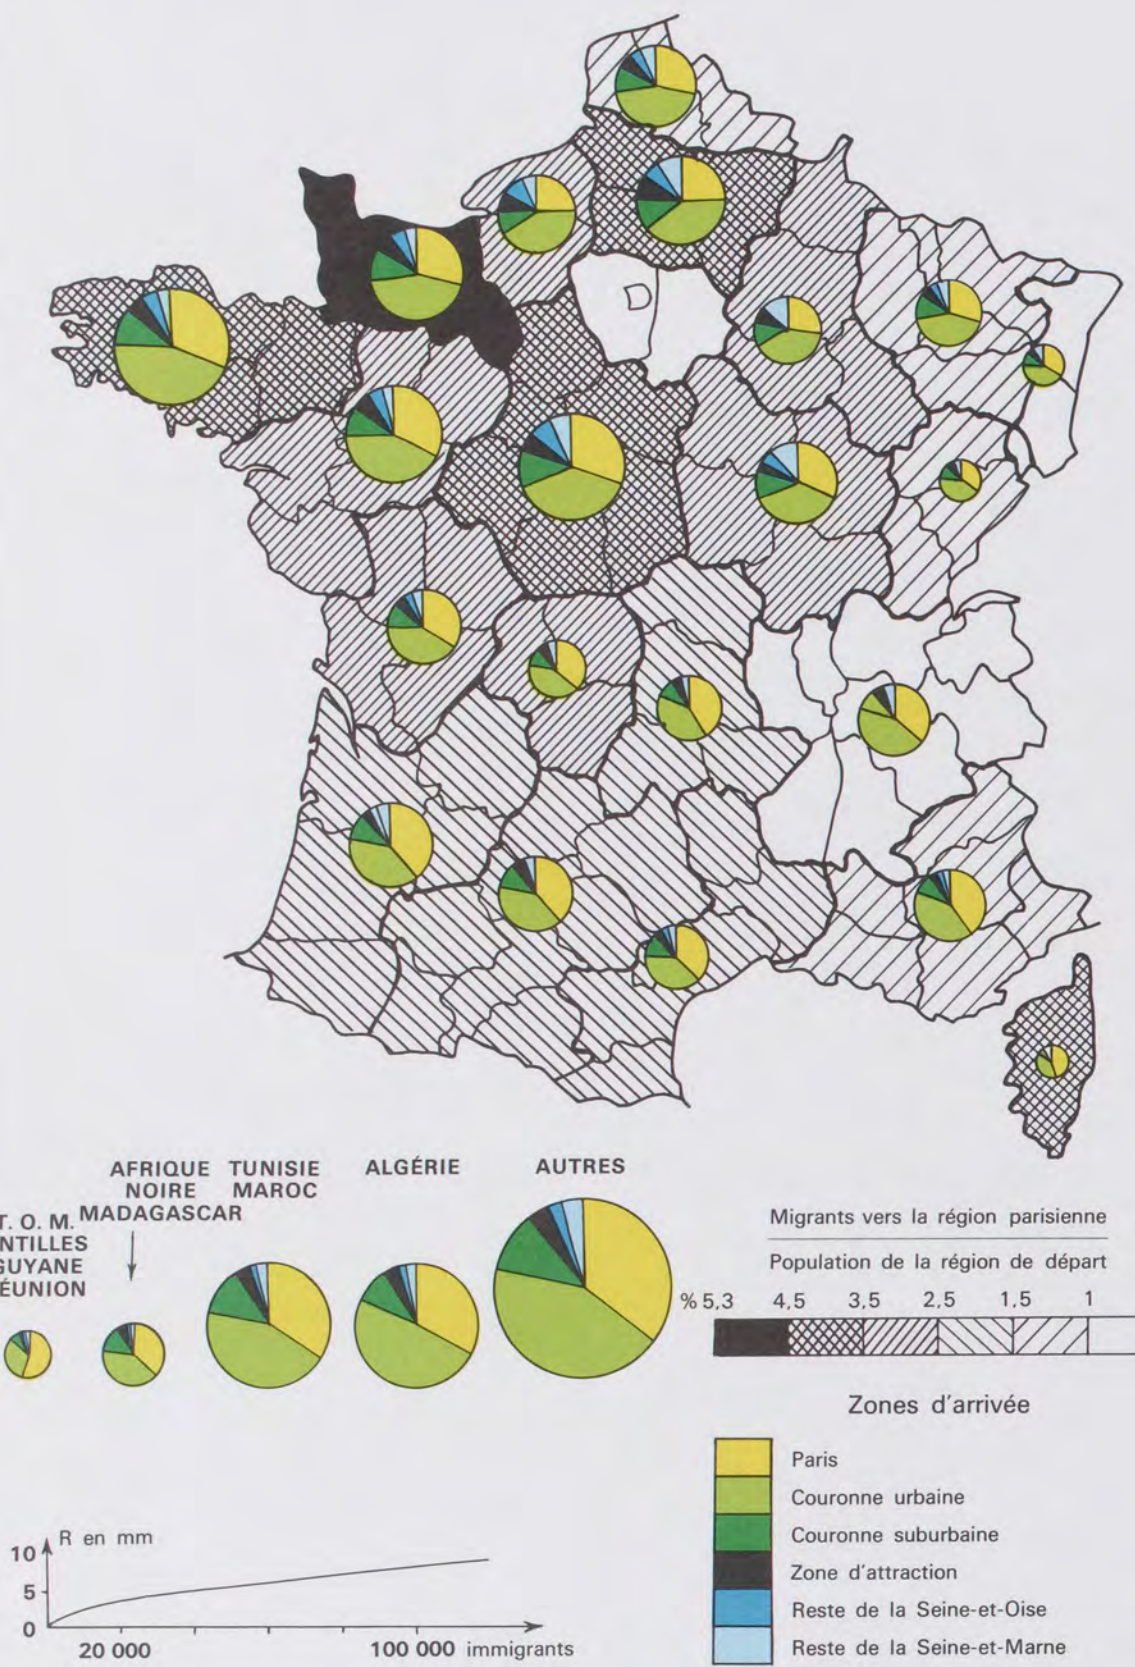 AFRIQUE
NOIRE
MADAGASCAR
TUNISIE
MAROC
ALGÉRIE
AUTRES
T. O. M.
NTILLES
GUYANE
ÉUNION
Migrants vers la région parisienne
Population de la région de départ
% 5,3 4,5 3,5 2,5 1,5 1
Zones d'arrivée
Paris
Couronne urbaine
Couronne suburbaine
Zone d'attraction
Reste de la Seine-et-Oise
Reste de la Seine-et-Marne
R en mm
10
5
0
20 000 100 000 immigrants